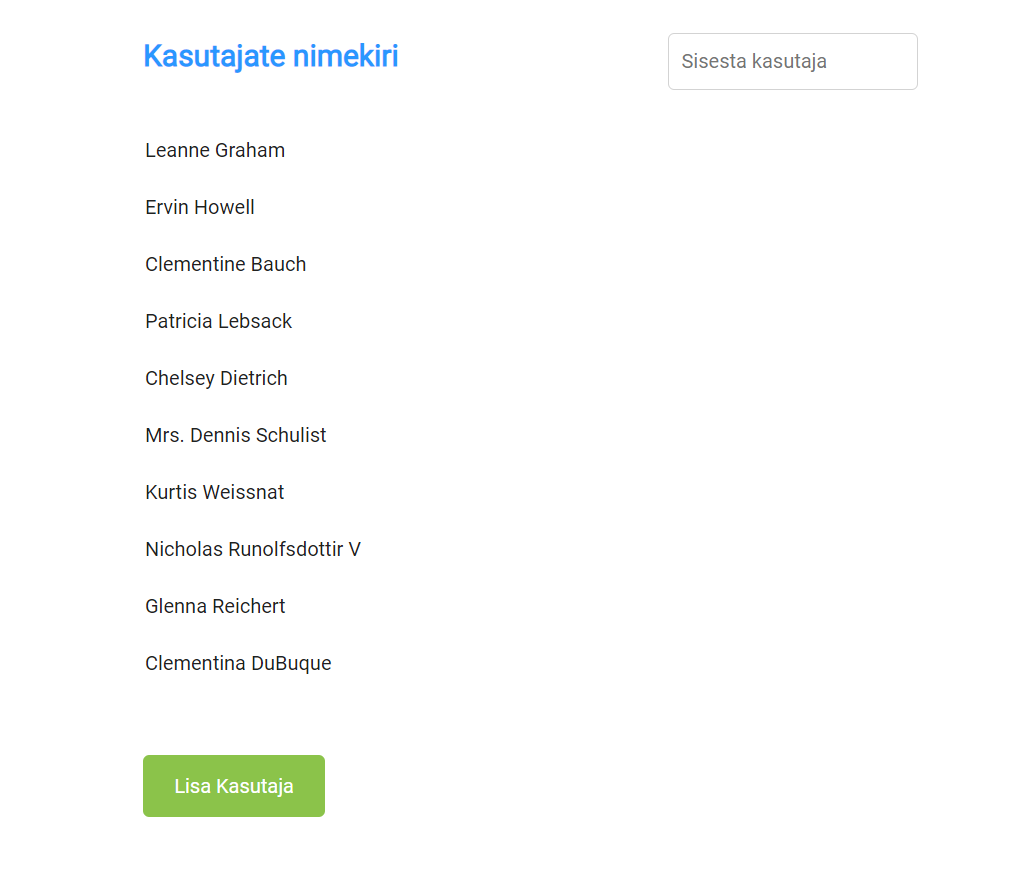 Kasutajate nimekiri
Sisesta kasutaja
Leanne Graham
Ervin Howell
Clementine Bauch
Patricia Lebsack
Chelsey Dietrich
Mrs. Dennis Schulist
Kurtis Weissnat
Nicholas Runolfsdottir V
Glenna Reichert
Clementina DuBuque
Lisa Kasutaja